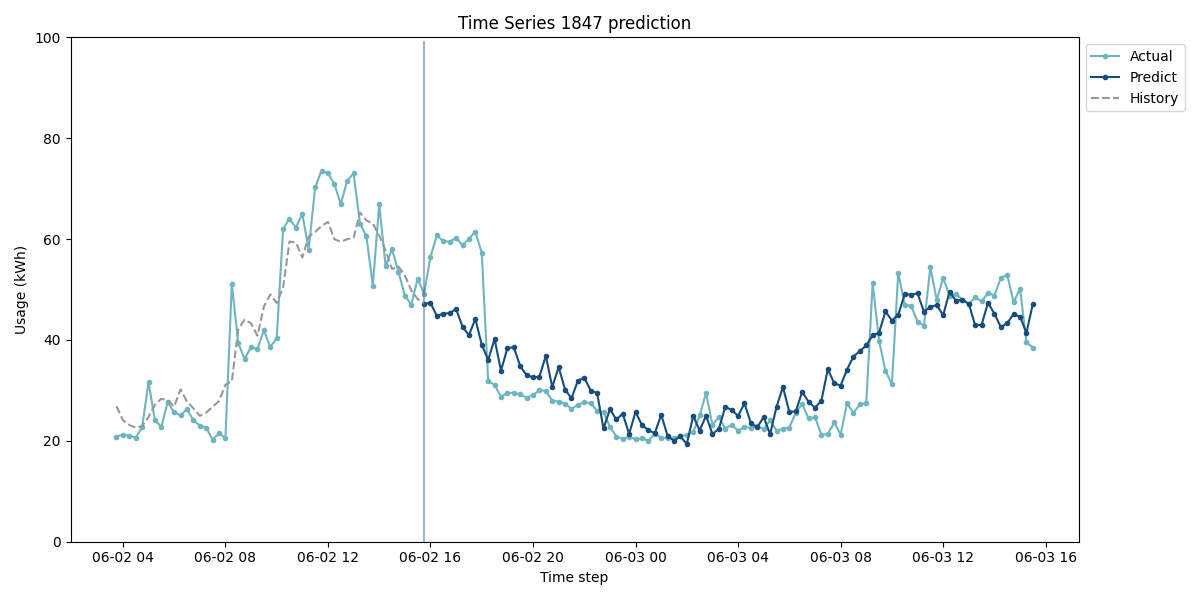 Time Series 1847 prediction
100
80
60
40
20
0
Usage (kWh)
06-02 04 06-02 08 06-02 12 06-02 16 06-02 20 06-03 00 06-03 04 06-03 08 06-03 12 06-03 16
Time step
Actual
Predict
History